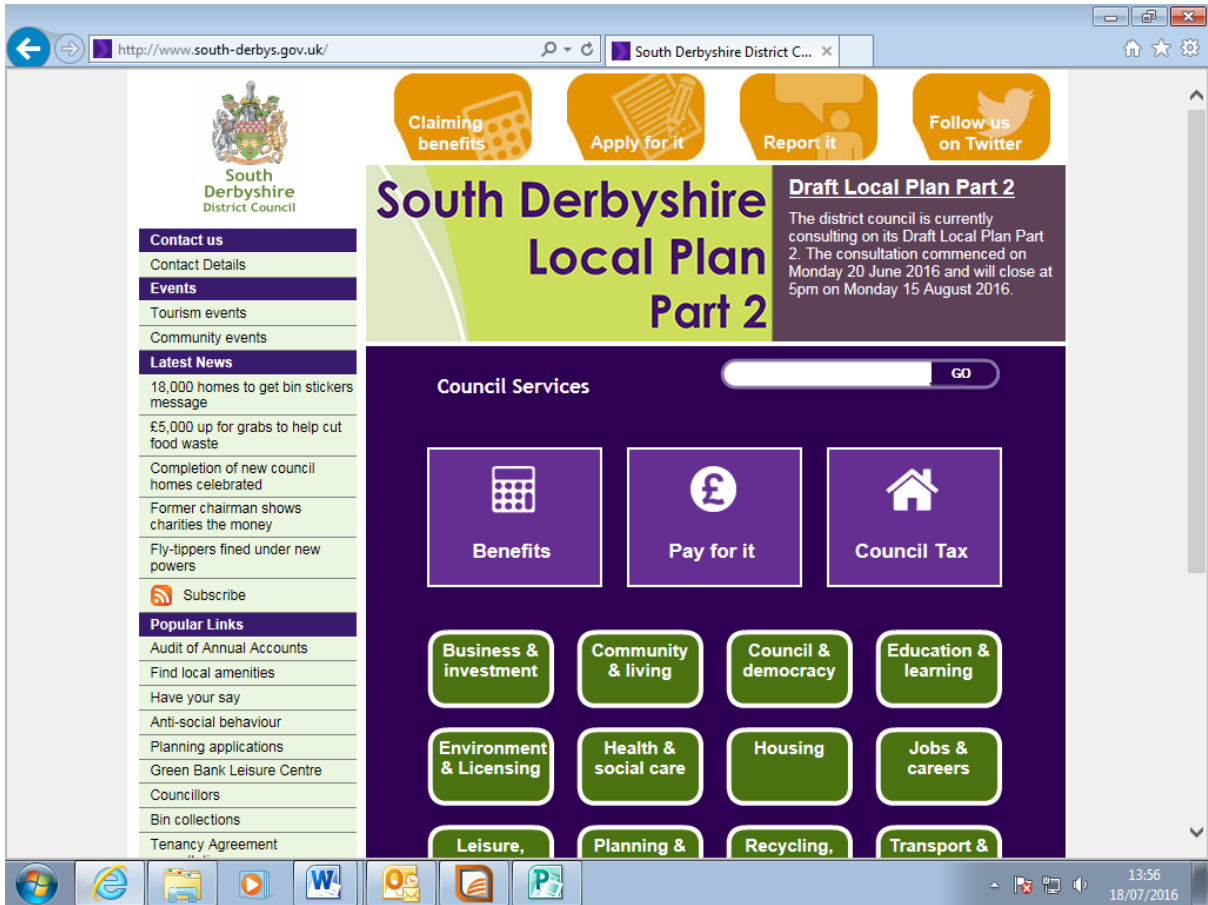 http://www.south-derbys.gov.uk/
South Derbyshire District C...
South
Derbyshire
District Council
Contact us
Contact Details
Events
Tourism events
Community events
Latest News
18,000 homes to get bin stickers
message
£5,000 up for grabs to help cut
food waste
Completion of new council
homes celebrated
Former chairman shows
charities the money
Fly-tippers fined under new
powers
Subscribe
Popular Links
Audit of Annual Accounts
Find local amenities
Have your say
Anti-social behaviour
Planning applications
Green Bank Leisure Centre
Councillors
Bin collections
Tenancy Agreement
Claiming
benefits
Apply for it
Report it
Follow us
on Twitter
South Derbyshire
Local Plan
Part 2
Draft Local Plan Part 2
The district council is currently
consulting on its Draft Local Plan Part
2. The consultation commenced on
Monday 20 June 2016 and will close at
5pm on Monday 15 August 2016.
Council Services
GO
Benefits
Pay for it
Council Tax
Business &
investment
Community
& living
Council &
democracy
Education &
learning
Environment
& Licensing
Health &
social care
Housing
Jobs &
careers
Leisure,
Planning &
Recycling,
Transport &
13:56
18/07/2016